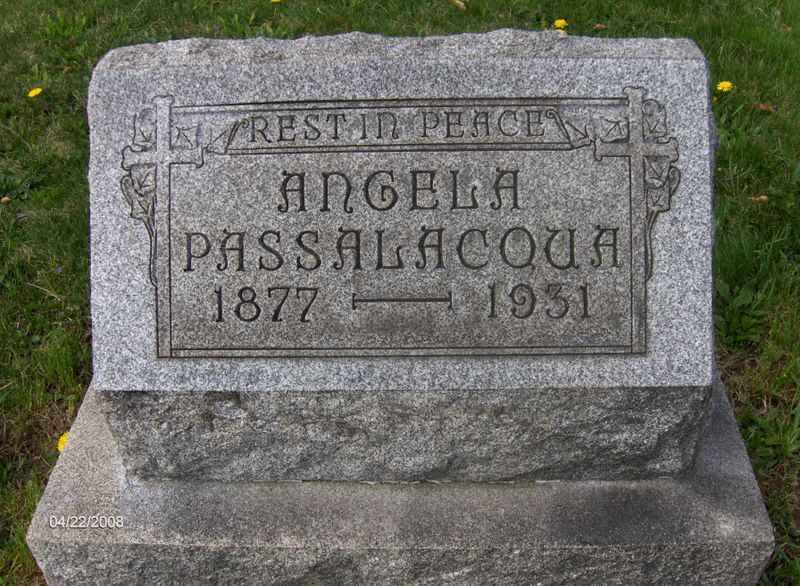 REST IN PEACE
ANGELA
PASSALACQUA
1877 — 1931
04/22/2008